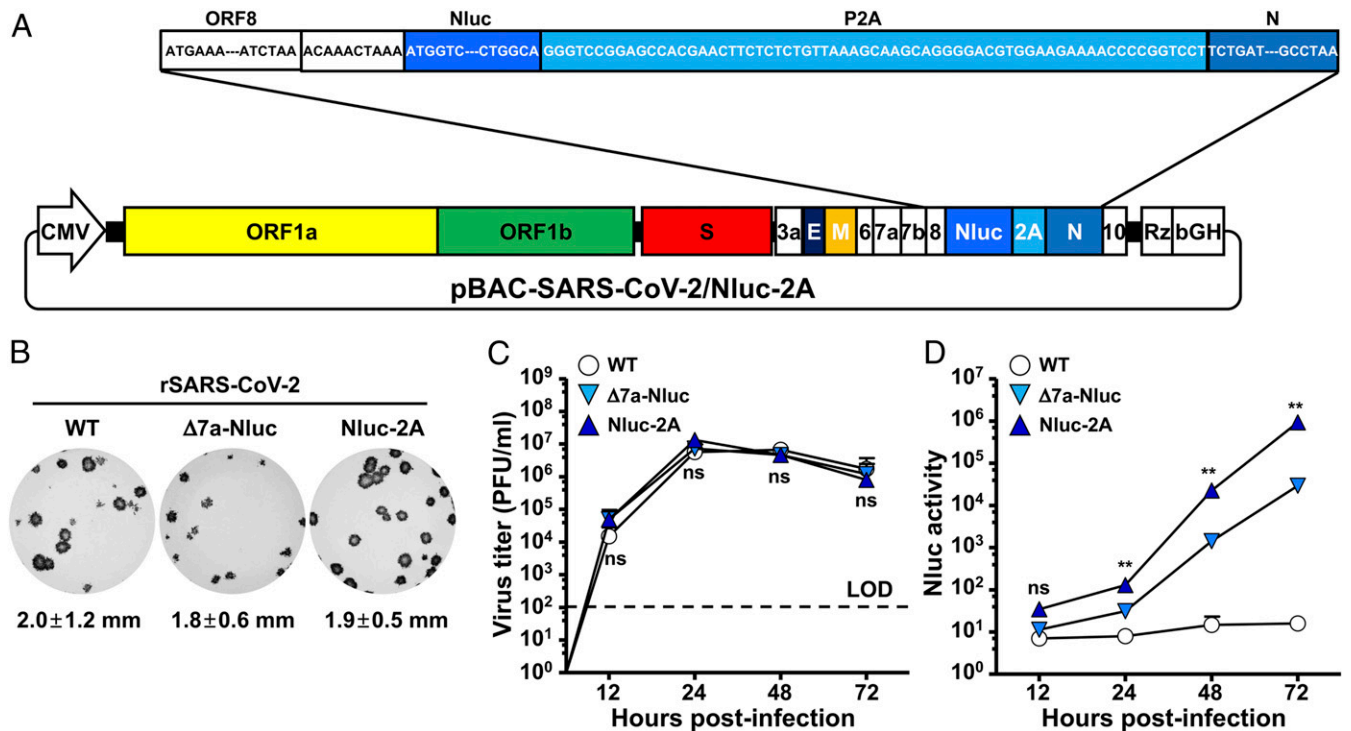 A
ORF8 Nluc P2A N
ATGAAA---ATCTAA ACAAACTAAA ATGGTC---CTGGCA GGGTCCGGAGCCACGAACTTCTCTCTGTTAAAGCAAGCAGGGGACGTGGAAGAAAACCCCGGTCCT TCTGAT---GCCTAA
CMV ORF1a ORF1b S 3a E M 6 7a 7b 8 Nluc 2A N 10 Rz bGH
pBAC-SARS-CoV-2/Nluc-2A
B
rSARS-CoV-2
WT Δ7a-Nluc Nluc-2A
2.0±1.2 mm 1.8±0.6 mm 1.9±0.5 mm
C
WT
Δ7a-Nluc
Nluc-2A
Virus titer (PFU/ml)
10⁹
10⁸
10⁷
10⁶
10⁵
10⁴
10³
10²
10¹
10⁰
ns ns ns ns
LOD
12 24 48 72
Hours post-infection
D
WT
Δ7a-Nluc
Nluc-2A
Nluc activity
10⁷
10⁶
10⁵
10⁴
10³
10²
10¹
10⁰
ns ** ** **
12 24 48 72
Hours post-infection